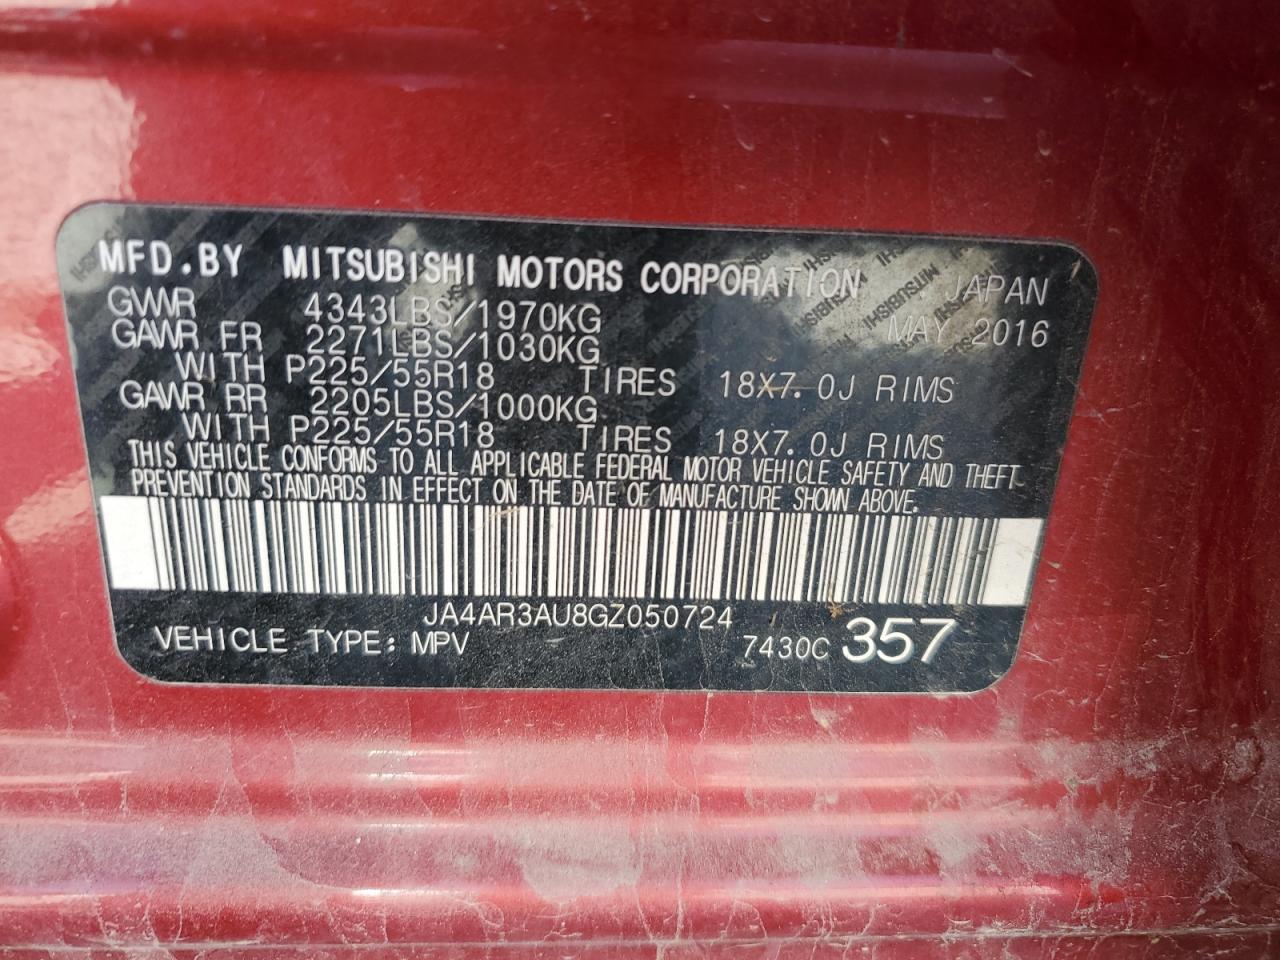 MFD.BY MITSUBISHI MOTORS CORPORATION JAPAN
GVWR 4343LBS/1970KG MAY 2016
GAWR FR 2271LBS/1030KG
WITH P225/55R18 TIRES 18X7.0J RIMS
GAWR RR 2205LBS/1000KG
WITH P225/55R18 TIRES 18X7.0J RIMS
THIS VEHICLE CONFORMS TO ALL APPLICABLE FEDERAL MOTOR VEHICLE SAFETY AND THEFT
PREVENTION STANDARDS IN EFFECT ON THE DATE OF MANUFACTURE SHOWN ABOVE.
JA4AR3AU8GZ050724
VEHICLE TYPE: MPV 7430C 357